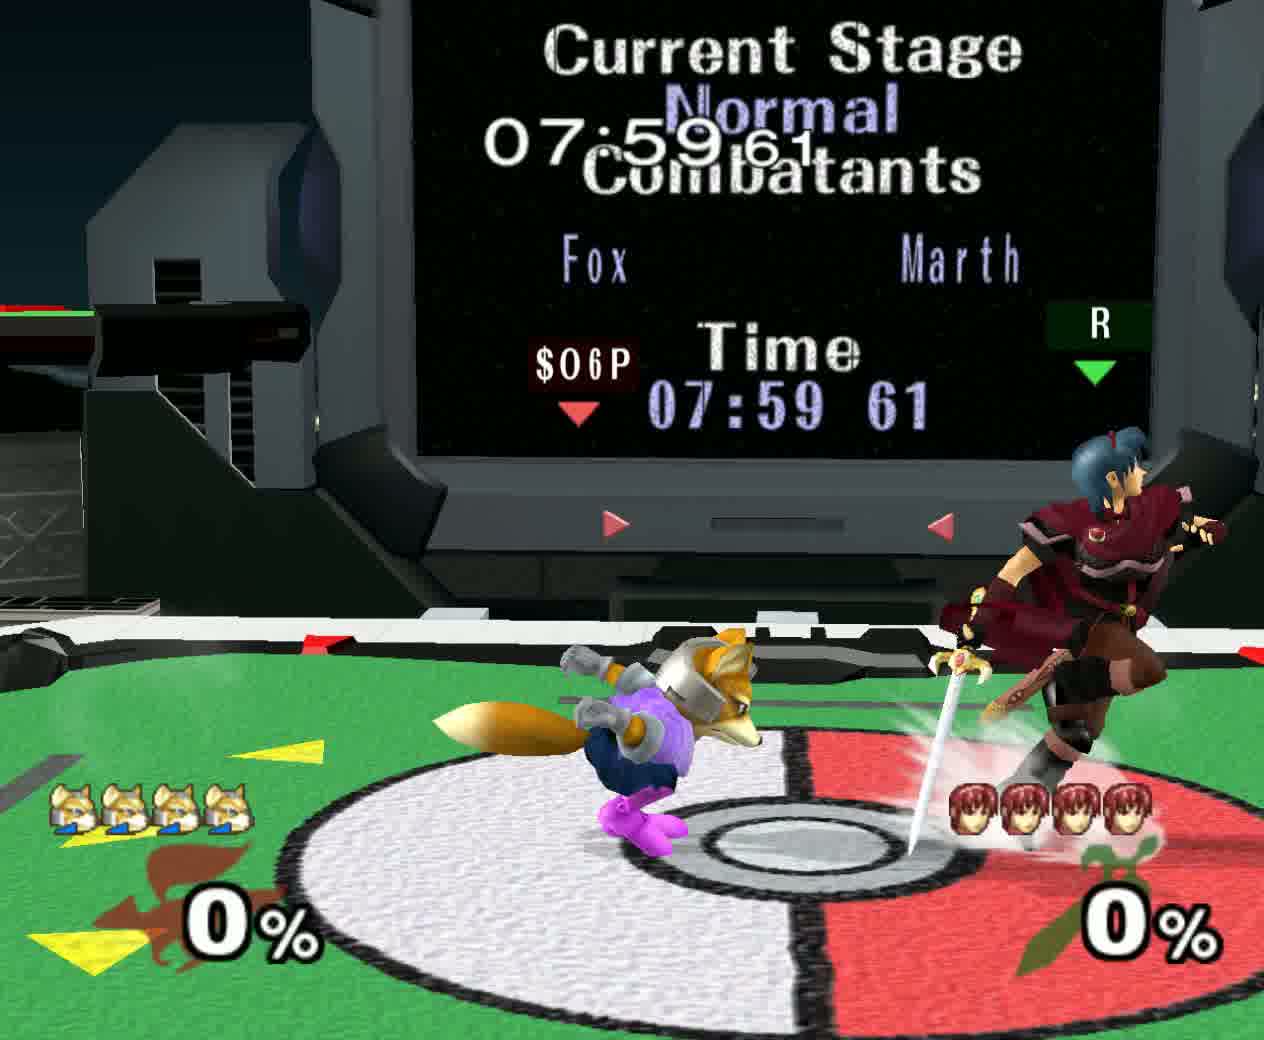 Current Stage
Normal
07:59 61
Combatants
Fox Marth
R
Time
$06P
07:59 61
0% 0%